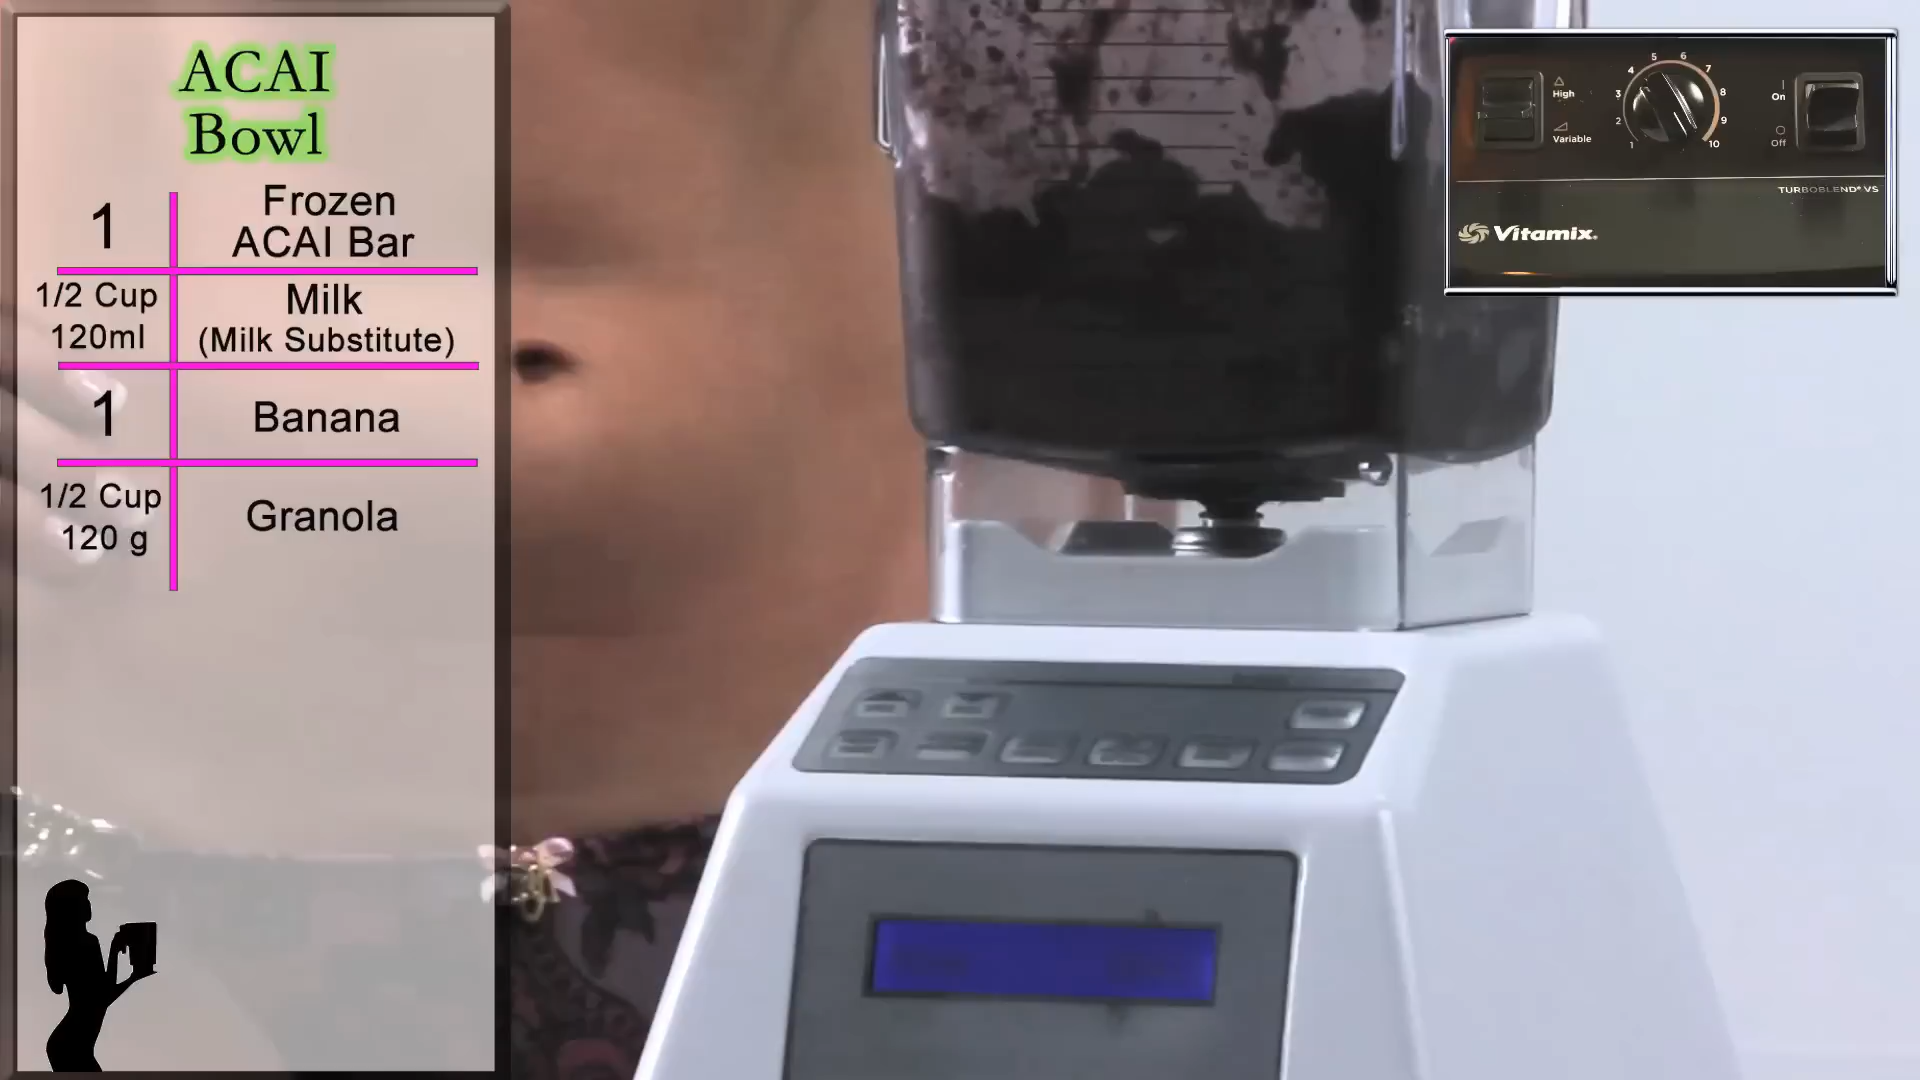 ACAI
Bowl
1
Frozen
ACAI Bar
1/2 Cup
120ml
Milk
(Milk Substitute)
1
Banana
1/2 Cup
120 g
Granola
High
Variable
1
2
3
4
5
6
7
8
9
10
I
On
O
Off
TURBOBLEND® VS
Vitamix.